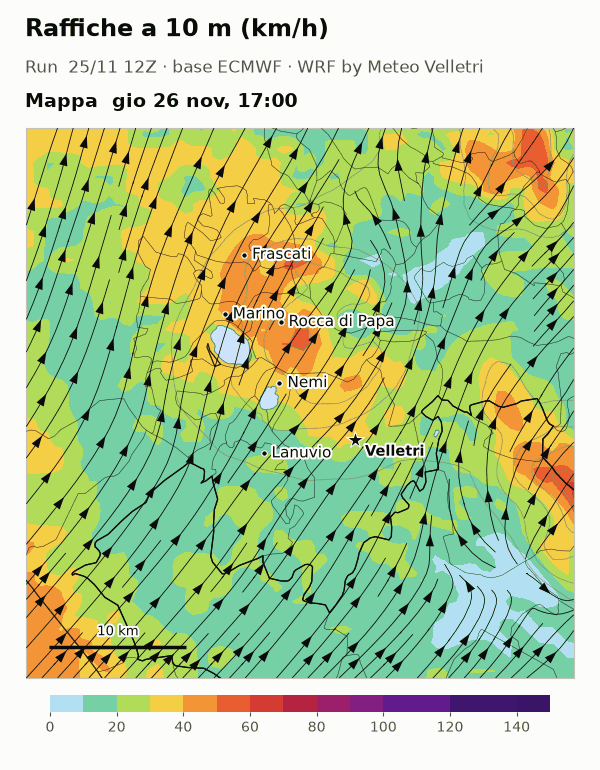 Raffiche a 10 m (km/h)
Run  25/11 12Z · base ECMWF · WRF by Meteo Velletri
Mappa  gio 26 nov, 17:00
Frascati
Marino
Rocca di Papa
Nemi
Velletri
Lanuvio
10 km
0 20 40 60 80 100 120 140